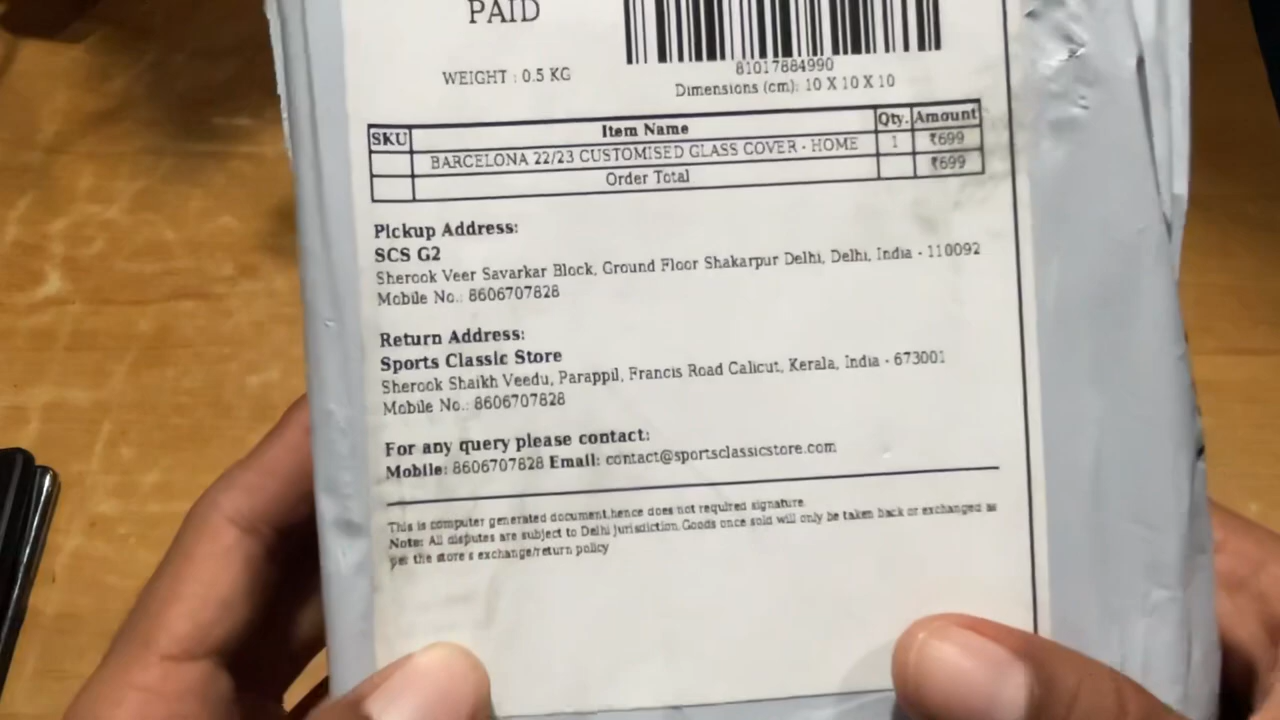 PAID
WEIGHT : 0.5 KG
81017884990
Dimensions (cm): 10 X 10 X 10
SKU Item Name Qty. Amount
BARCELONA 22/23 CUSTOMISED GLASS COVER - HOME 1 ₹699
Order Total ₹699
Pickup Address:
SCS G2
Sherook Veer Savarkar Block, Ground Floor Shakarpur Delhi, Delhi, India - 110092
Mobile No.: 8606707828
Return Address:
Sports Classic Store
Sherook Shaikh Veedu, Parappil, Francis Road Calicut, Kerala, India - 673001
Mobile No.: 8606707828
For any query please contact:
Mobile: 8606707828 Email: contact@sportsclassicstore.com
This is computer generated document,hence does not required signature.
Note: All disputes are subject to Delhi jurisdiction.Goods once sold will only be taken back or exchanged as
per the store s exchange/return policy